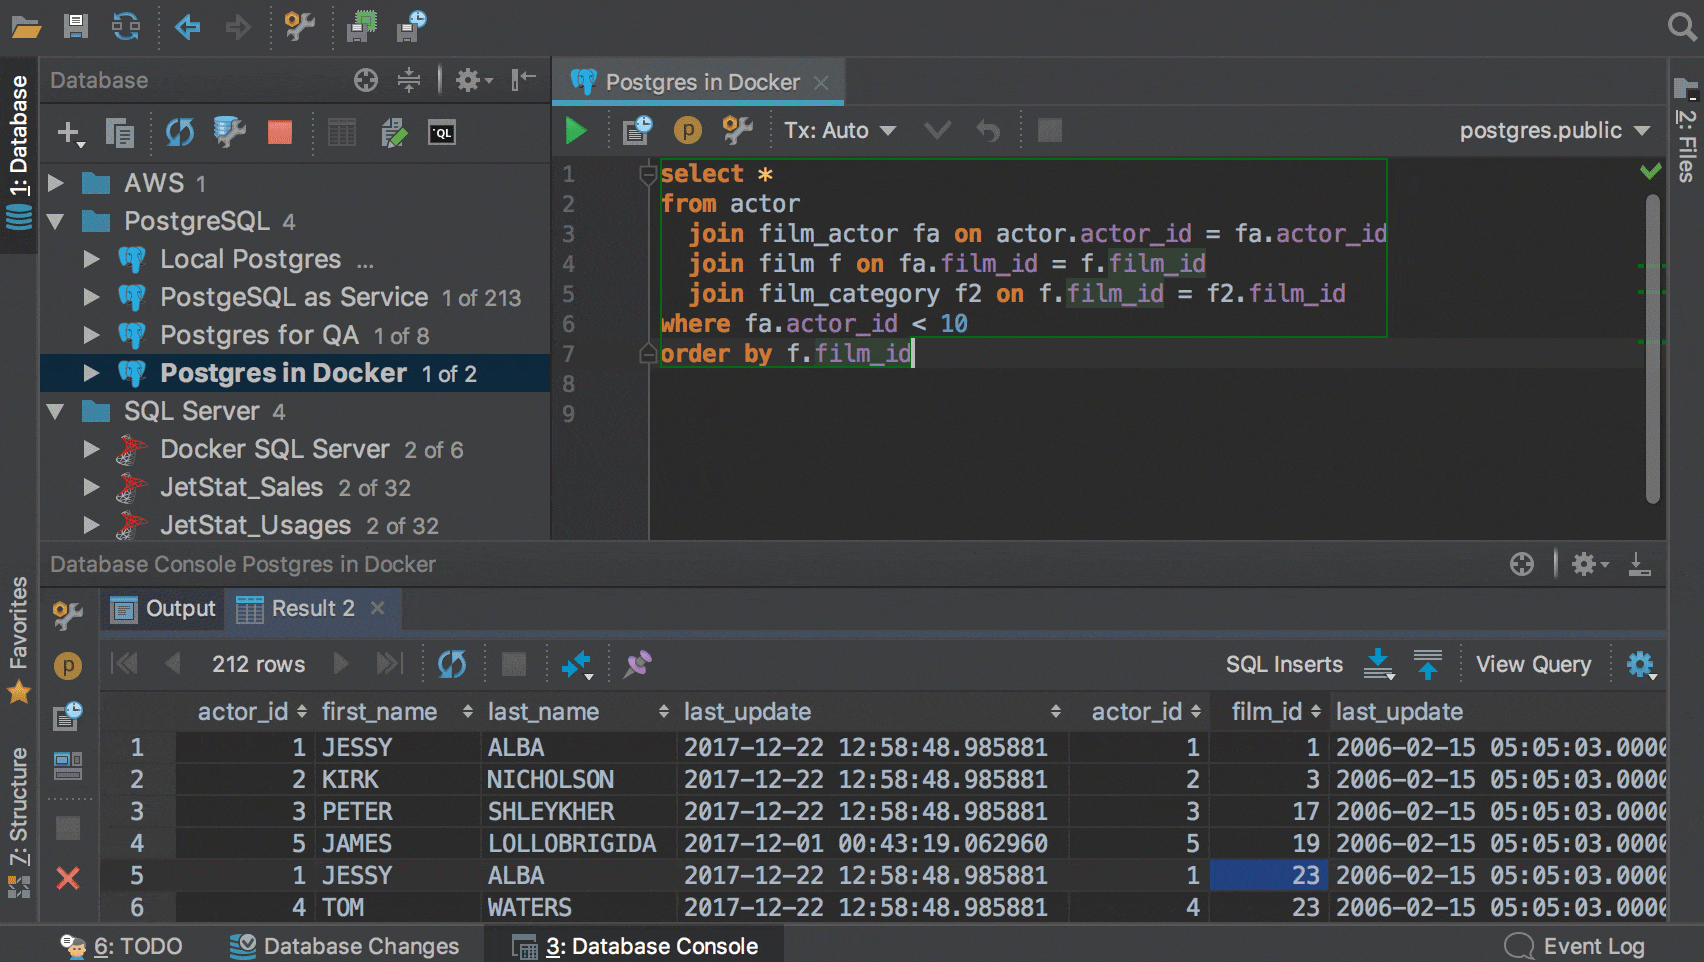 Database
Postgres in Docker
Tx: Auto
postgres.public
1: Database
2: Files
AWS 1
PostgreSQL 4
Local Postgres ...
PostgeSQL as Service 1 of 213
Postgres for QA 1 of 8
Postgres in Docker 1 of 2
SQL Server 4
Docker SQL Server 2 of 6
JetStat_Sales 2 of 32
JetStat_Usages 2 of 32
1 select *
2 from actor
3 join film_actor fa on actor.actor_id = fa.actor_id
4 join film f on fa.film_id = f.film_id
5 join film_category f2 on f.film_id = f2.film_id
6 where fa.actor_id < 10
7 order by f.film_id
8
9
Database Console Postgres in Docker
Favorites
7: Structure
Output Result 2
212 rows SQL Inserts View Query
actor_id first_name last_name last_update actor_id film_id last_update
1 1 JESSY ALBA 2017-12-22 12:58:48.985881 1 1 2006-02-15 05:05:03.0000
2 2 KIRK NICHOLSON 2017-12-22 12:58:48.985881 2 3 2006-02-15 05:05:03.0000
3 3 PETER SHLEYKHER 2017-12-22 12:58:48.985881 3 17 2006-02-15 05:05:03.0000
4 5 JAMES LOLLOBRIGIDA 2017-12-01 00:43:19.062960 5 19 2006-02-15 05:05:03.0000
5 1 JESSY ALBA 2017-12-22 12:58:48.985881 1 23 2006-02-15 05:05:03.0000
6 4 TOM WATERS 2017-12-22 12:58:48.985881 4 23 2006-02-15 05:05:03.0000
6: TODO Database Changes 3: Database Console Event Log